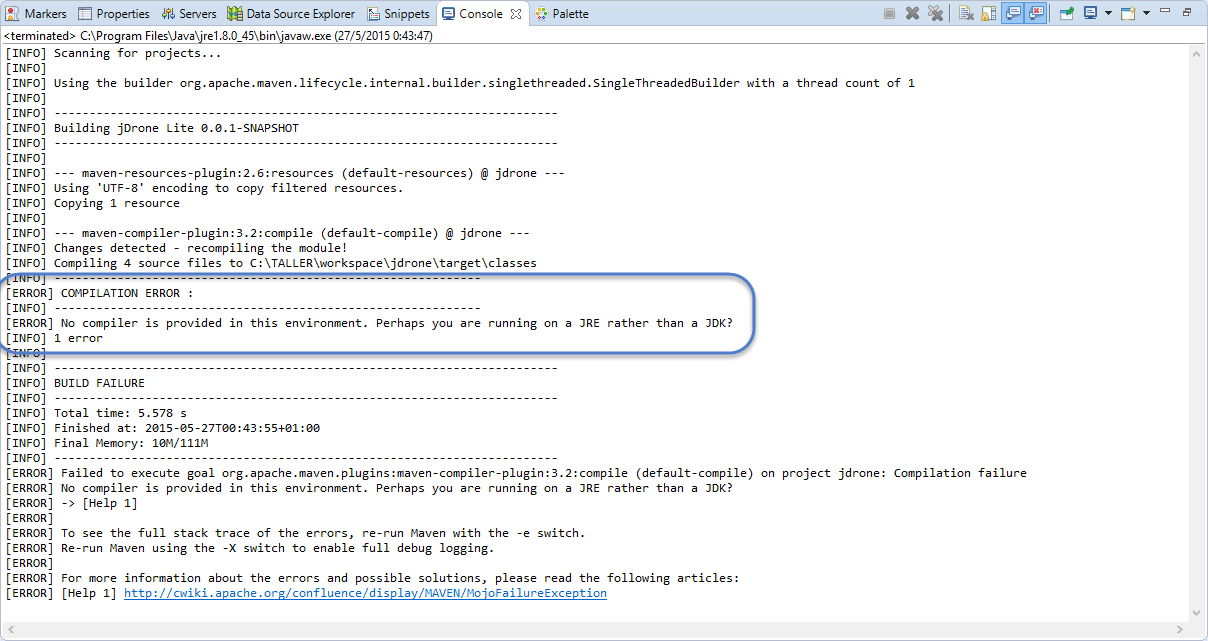 Markers Properties Servers Data Source Explorer Snippets Console Palette
<terminated> C:\Program Files\Java\jre1.8.0_45\bin\javaw.exe (27/5/2015 0:43:47)
[INFO] Scanning for projects...
[INFO]
[INFO] Using the builder org.apache.maven.lifecycle.internal.builder.singlethreaded.SingleThreadedBuilder with a thread count of 1
[INFO]
[INFO] ------------------------------------------------------------------------
[INFO] Building jDrone Lite 0.0.1-SNAPSHOT
[INFO] ------------------------------------------------------------------------
[INFO]
[INFO] --- maven-resources-plugin:2.6:resources (default-resources) @ jdrone ---
[INFO] Using 'UTF-8' encoding to copy filtered resources.
[INFO] Copying 1 resource
[INFO]
[INFO] --- maven-compiler-plugin:3.2:compile (default-compile) @ jdrone ---
[INFO] Changes detected - recompiling the module!
[INFO] Compiling 4 source files to C:\TALLER\workspace\jdrone\target\classes
[INFO] -------------------------------------------------------------
[ERROR] COMPILATION ERROR :
[INFO] -------------------------------------------------------------
[ERROR] No compiler is provided in this environment. Perhaps you are running on a JRE rather than a JDK?
[INFO] 1 error
[INFO]
[INFO] ------------------------------------------------------------------------
[INFO] BUILD FAILURE
[INFO] ------------------------------------------------------------------------
[INFO] Total time: 5.578 s
[INFO] Finished at: 2015-05-27T00:43:55+01:00
[INFO] Final Memory: 10M/111M
[INFO] ------------------------------------------------------------------------
[ERROR] Failed to execute goal org.apache.maven.plugins:maven-compiler-plugin:3.2:compile (default-compile) on project jdrone: Compilation failure
[ERROR] No compiler is provided in this environment. Perhaps you are running on a JRE rather than a JDK?
[ERROR] -> [Help 1]
[ERROR]
[ERROR] To see the full stack trace of the errors, re-run Maven with the -e switch.
[ERROR] Re-run Maven using the -X switch to enable full debug logging.
[ERROR]
[ERROR] For more information about the errors and possible solutions, please read the following articles:
[ERROR] [Help 1] http://cwiki.apache.org/confluence/display/MAVEN/MojoFailureException